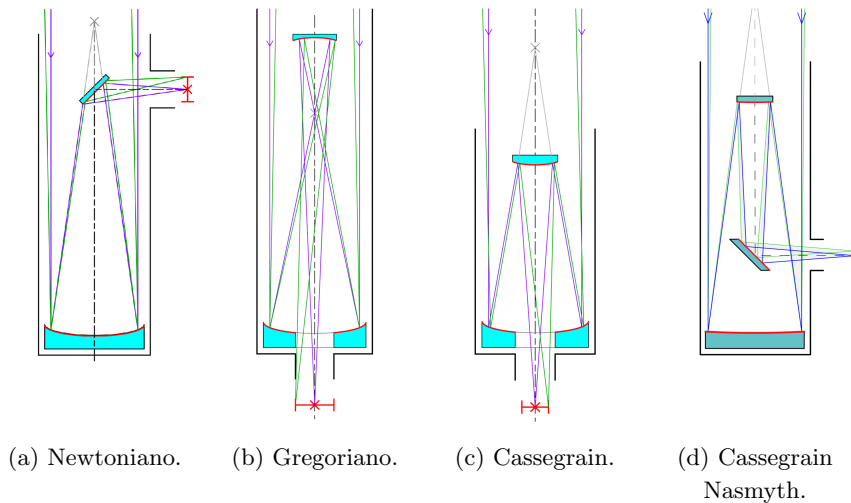 (a) Newtoniano.
(b) Gregoriano.
(c) Cassegrain.
(d) Cassegrain
Nasmyth.